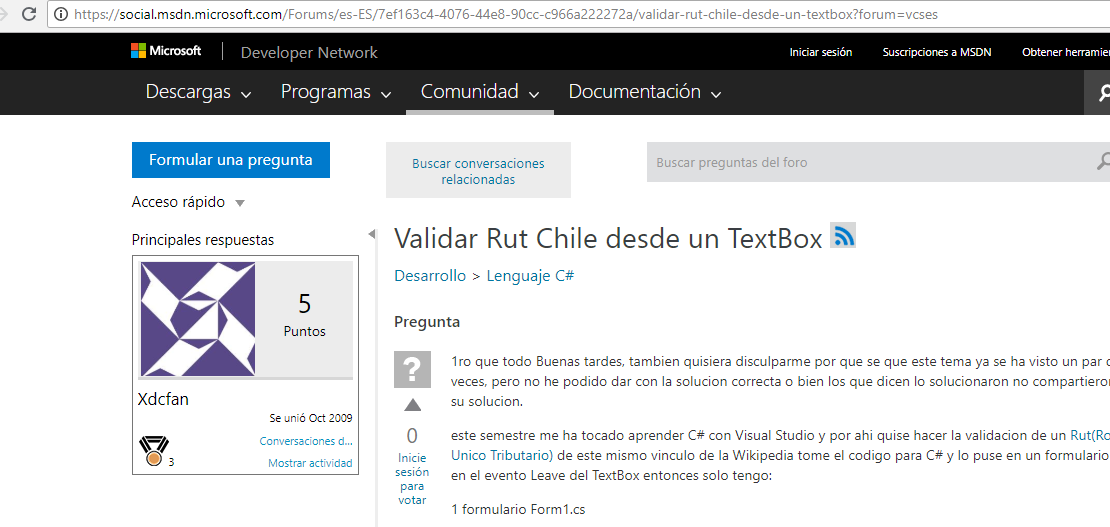 https://social.msdn.microsoft.com/Forums/es-ES/7ef163c4-4076-44e8-90cc-c966a222272a/validar-rut-chile-desde-un-textbox?forum=vcses
Microsoft Developer Network
Iniciar sesión Suscripciones a MSDN Obtener
Descargas Programas Comunidad Documentación
Formular una pregunta
Buscar conversaciones
relacionadas
Buscar preguntas del foro
Acceso rápido
Principales respuestas
5
Puntos
Xdcfan
Se unió Oct 2009
Conversaciones d...
3
Mostrar actividad
Validar Rut Chile desde un TextBox
Desarrollo > Lenguaje C#
Pregunta
?
0
Inicie
sesión
para
votar
1ro que todo Buenas tardes, tambien quisiera disculparme por que se que este tema ya se ha visto un par
veces, pero no he podido dar con la solucion correcta o bien los que dicen lo solucionaron no compartieron
su solucion.
este semestre me ha tocado aprender C# con Visual Studio y por ahi quise hacer la validacion de un Rut(
Unico Tributario) de este mismo vinculo de la Wikipedia tome el codigo para C# y lo puse en un formulario
en el evento Leave del TextBox entonces solo tengo:
1 formulario Form1.cs